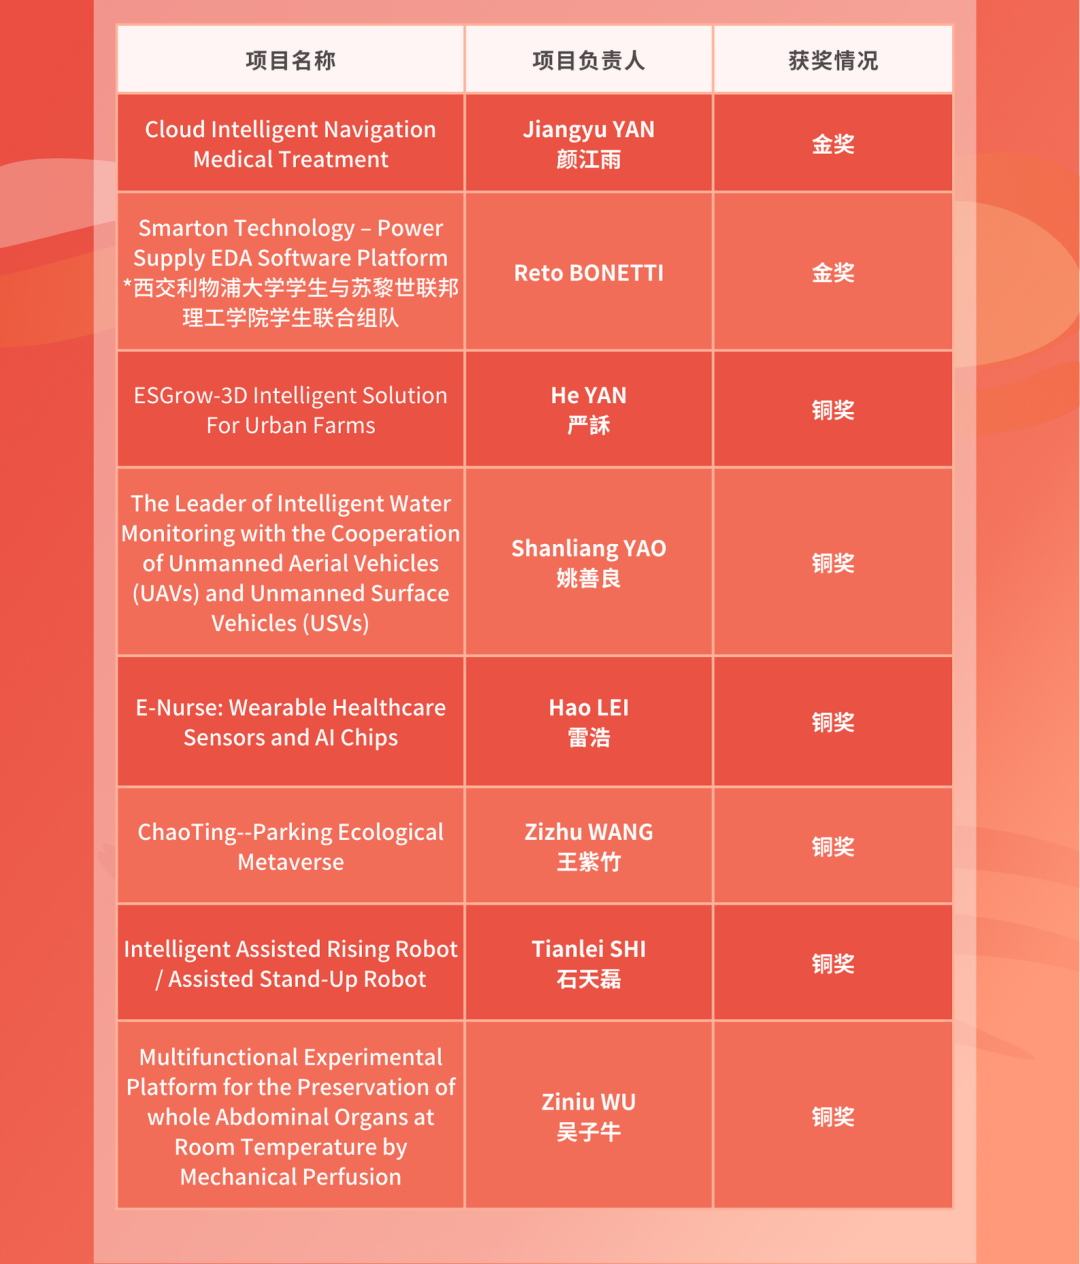 项目名称
项目负责人
获奖情况
Cloud Intelligent Navigation
Medical Treatment
Jiangyu YAN
颜江雨
金奖
Smarton Technology – Power
Supply EDA Software Platform
*西交利物浦大学学生与苏黎世联邦
理工学院学生联合组队
Reto BONETTI
金奖
ESGrow-3D Intelligent Solution
For Urban Farms
He YAN
严訸
铜奖
The Leader of Intelligent Water
Monitoring with the Cooperation
of Unmanned Aerial Vehicles
(UAVs) and Unmanned Surface
Vehicles (USVs)
Shanliang YAO
姚善良
铜奖
E-Nurse: Wearable Healthcare
Sensors and AI Chips
Hao LEI
雷浩
铜奖
ChaoTing--Parking Ecological
Metaverse
Zizhu WANG
王紫竹
铜奖
Intelligent Assisted Rising Robot
/ Assisted Stand-Up Robot
Tianlei SHI
石天磊
铜奖
Multifunctional Experimental
Platform for the Preservation of
whole Abdominal Organs at
Room Temperature by
Mechanical Perfusion
Ziniu WU
吴子牛
铜奖